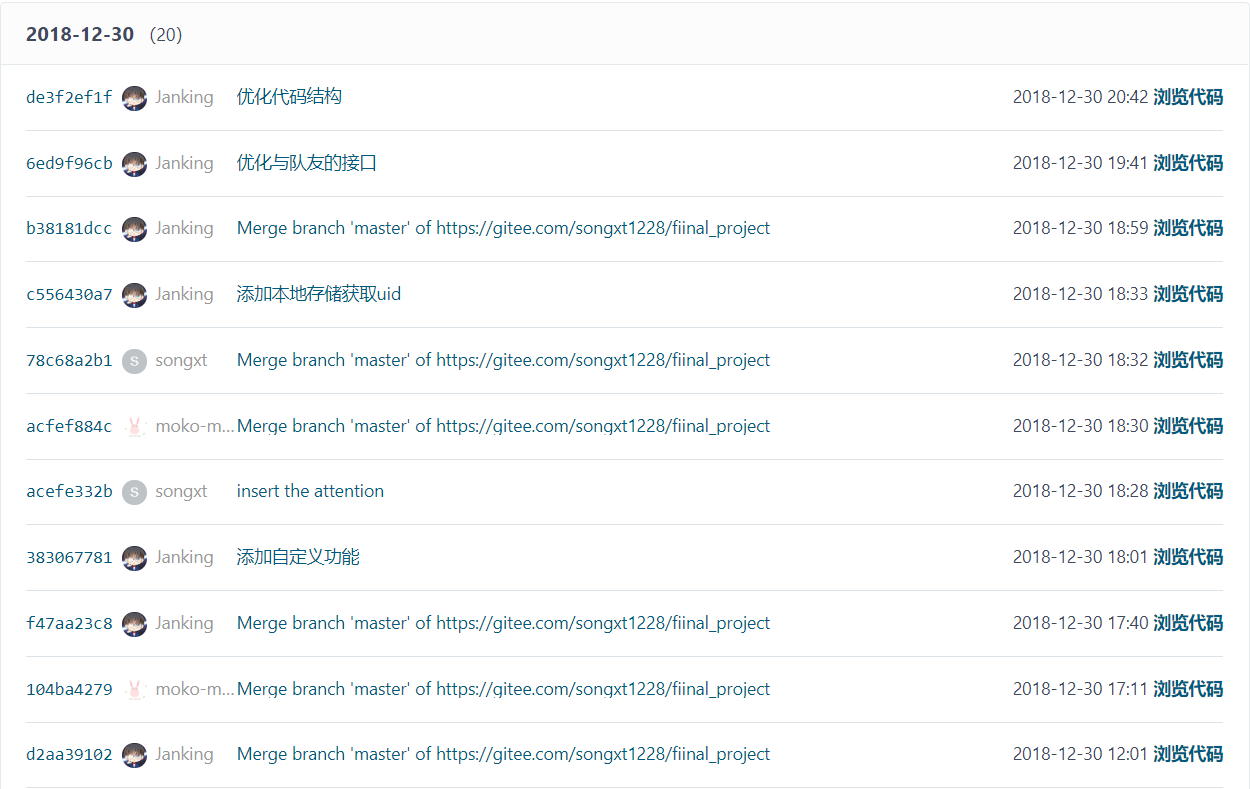 2018-12-30 (20)
de3f2ef1f Janking 优化代码结构 2018-12-30 20:42 浏览代码
6ed9f96cb Janking 优化与队友的接口 2018-12-30 19:41 浏览代码
b38181dcc Janking Merge branch 'master' of https://gitee.com/songxt1228/fiinal_project 2018-12-30 18:59 浏览代码
c556430a7 Janking 添加本地存储获取uid 2018-12-30 18:33 浏览代码
78c68a2b1 S songxt Merge branch 'master' of https://gitee.com/songxt1228/fiinal_project 2018-12-30 18:32 浏览代码
acfef884c moko-m... Merge branch 'master' of https://gitee.com/songxt1228/fiinal_project 2018-12-30 18:30 浏览代码
acefe332b S songxt insert the attention 2018-12-30 18:28 浏览代码
383067781 Janking 添加自定义功能 2018-12-30 18:01 浏览代码
f47aa23c8 Janking Merge branch 'master' of https://gitee.com/songxt1228/fiinal_project 2018-12-30 17:40 浏览代码
104ba4279 moko-m... Merge branch 'master' of https://gitee.com/songxt1228/fiinal_project 2018-12-30 17:11 浏览代码
d2aa39102 Janking Merge branch 'master' of https://gitee.com/songxt1228/fiinal_project 2018-12-30 12:01 浏览代码